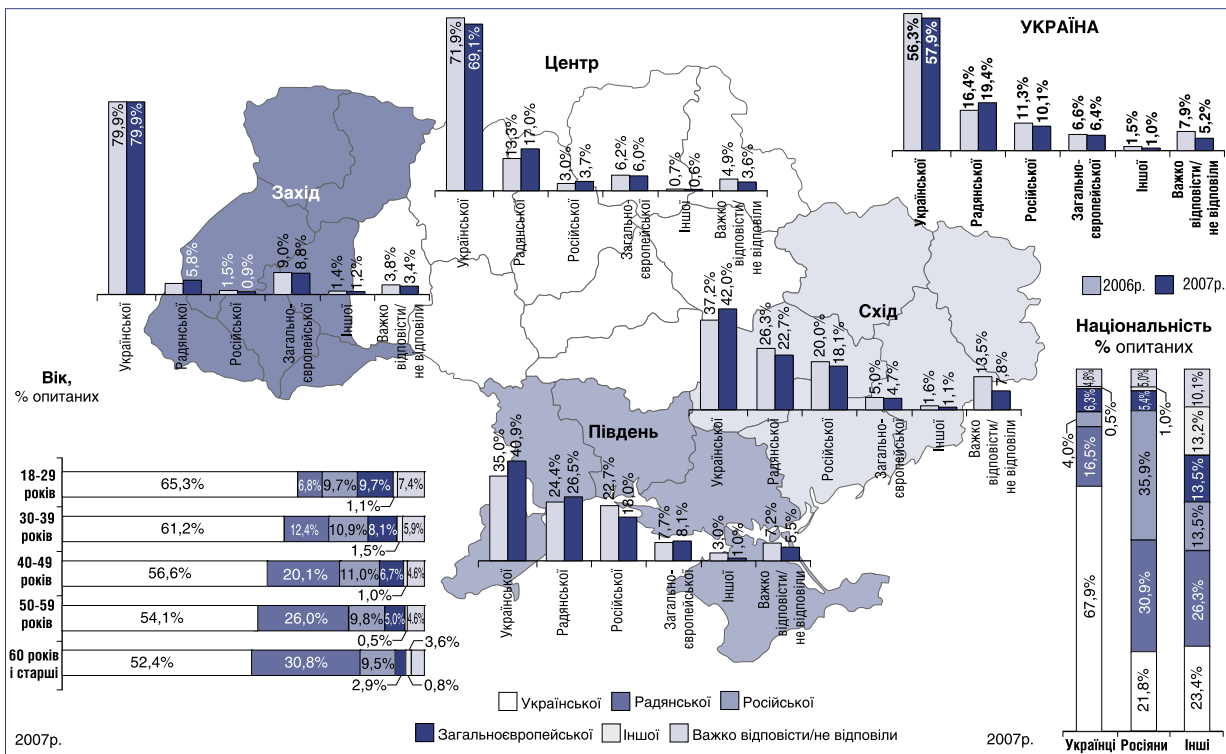 УКРАЇНА
56,3%
57,9%
16,4%
19,4%
11,3%
10,1%
6,6%
6,4%
1,5%
1,0%
7,9%
5,2%
Української
Радянської
Російської
Загально-
європейської
Іншої
Важко
відповісти/
не відповіли
2006р.
2007р.
Центр
71,9%
69,1%
13,3%
17,0%
3,0%
3,7%
6,2%
6,0%
0,7%
0,6%
4,9%
3,6%
Української
Радянської
Російської
Загально-
європейської
Іншої
Важко
відповісти/
не відповіли
Захід
79,9%
79,9%
5,8%
1,5%
0,9%
9,0%
8,8%
1,4%
1,2%
3,8%
3,4%
Української
Радянської
Російської
Загально-
європейської
Іншої
Важко
відповісти/
не відповіли
Схід
37,2%
42,0%
26,3%
22,7%
20,0%
18,1%
5,0%
4,7%
1,6%
1,1%
13,5%
7,8%
Української
Радянської
Російської
Загально-
європейської
Іншої
Важко
відповісти/
не відповіли
Південь
35,0%
40,9%
24,4%
26,5%
22,7%
18,0%
7,7%
8,1%
3,0%
1,0%
7,2%
5,5%
Української
Радянської
Російської
Загально-
європейської
Іншої
Важко
відповісти/
не відповіли
Вік,
% опитаних
18-29
років
65,3%
6,8%
9,7%
9,7%
1,1%
7,4%
30-39
років
61,2%
12,4%
10,9%
8,1%
1,5%
5,9%
40-49
років
56,6%
20,1%
11,0%
6,7%
1,0%
4,6%
50-59
років
54,1%
26,0%
9,8%
5,0%
0,5%
4,6%
60 років
і старші
52,4%
30,8%
9,5%
2,9%
0,8%
3,6%
2007р.
Національність
% опитаних
4,8%
0,5%
6,3%
4,0%
16,5%
67,9%
Українці
5,0%
1,0%
5,4%
35,9%
30,9%
21,8%
Росіяни
10,1%
13,2%
13,5%
13,5%
26,3%
23,4%
Інші
2007р.
Української
Радянської
Російської
Загальноєвропейської
Іншої
Важко відповісти/не відповіли